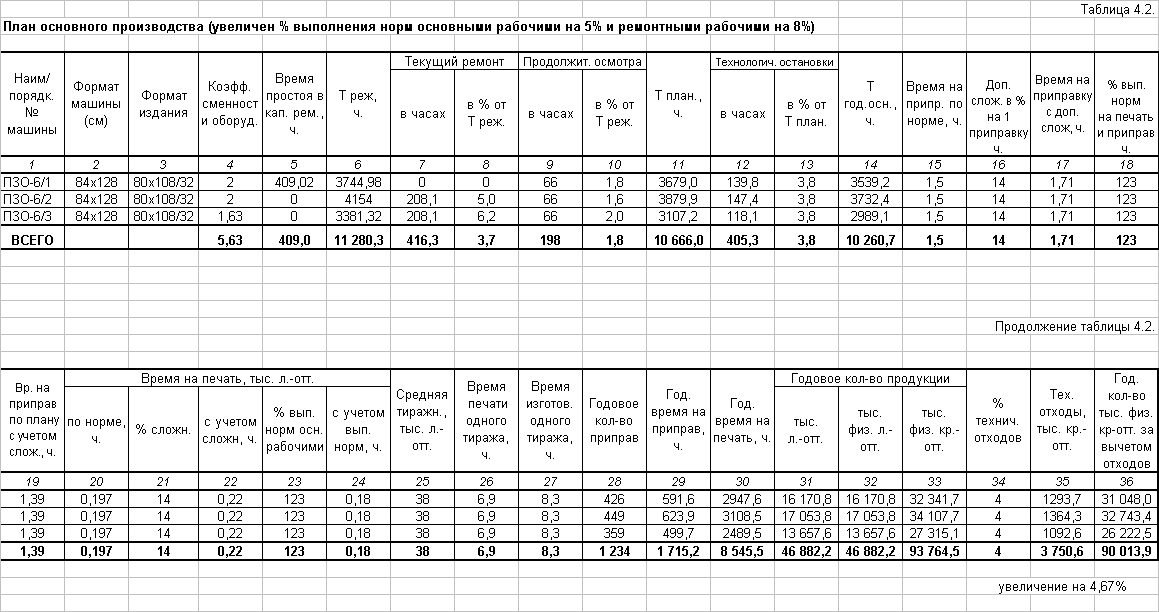 Таблица 4.2.
План основного производства (увеличен % выполнения норм основными рабочими на 5% и ремонтными рабочими на 8%)
Наим/ порядк. № машины | Формат машины (см) | Формат издания | Коэфф. сменност и оборуд. | Время простоя в кап. рем., ч. | Т реж, ч. | Текущий ремонт | Продолжит. осмотра | Т план., ч. | Технологич. остановки | Т год.осн., ч. | Время на припр. по норме, ч. | Доп. слож. в % на 1 приправку ч. | Время на приправку с доп. слож, ч. | % вып. норм на печать и приправ ч.
в часах | в % от Т реж. | в часах | в % от Т реж. | в часах | в % от Т план.
1 2 3 4 5 6 7 8 9 10 11 12 13 14 15 16 17 18
ПЗО-6/1 84х128 80х108/32 2 409,02 3744,98 0 0 66 1,8 3679,0 139,8 3,8 3539,2 1,5 14 1,71 123
ПЗО-6/2 84х128 80х108/32 2 0 4154 208,1 5,0 66 1,6 3879,9 147,4 3,8 3732,4 1,5 14 1,71 123
ПЗО-6/3 84х128 80х108/32 1,63 0 3381,32 208,1 6,2 66 2,0 3107,2 118,1 3,8 2989,1 1,5 14 1,71 123
ВСЕГО 5,63 409,0 11 280,3 416,3 3,7 198 1,8 10 666,0 405,3 3,8 10 260,7 1,5 14 1,71 123
Продолжение таблицы 4.2.
Вр. на приправ по плану с учетом слож., ч. | Время на печать, тыс. л.-отт. | Средняя тиражн., тыс. л.-отт. | Время печати одного тиража, ч. | Время изготов. одного тиража, ч. | Годовое кол-во приправ | Год. время на приправ, ч. | Год. время на печать, ч. | Годовое кол-во продукции | % технич. отходов | Тех. отходы, тыс. кр.-отт. | Год. кол-во тыс. физ. кр-отт. за вычетом отходов
по норме, ч. | % сложн. | с учетом сложн, ч. | % вып. норм осн. рабочими | с учетом вып. норм, ч. | тыс. л.-отт. | тыс. физ. л.-отт. | тыс. физ. кр.-отт.
19 20 21 22 23 24 25 26 27 28 29 30 31 32 33 34 35 36
1,39 0,197 14 0,22 123 0,18 38 6,9 8,3 426 591,6 2947,6 16 170,8 16 170,8 32 341,7 4 1293,7 31 048,0
1,39 0,197 14 0,22 123 0,18 38 6,9 8,3 449 623,9 3108,5 17 053,8 17 053,8 34 107,7 4 1364,3 32 743,4
1,39 0,197 14 0,22 123 0,18 38 6,9 8,3 359 499,7 2489,5 13 657,6 13 657,6 27 315,1 4 1092,6 26 222,5
1,39 0,197 14 0,22 123 0,18 38 6,9 8,3 1 234 1 715,2 8 545,5 46 882,2 46 882,2 93 764,5 4 3 750,6 90 013,9
увеличение на 4,67%